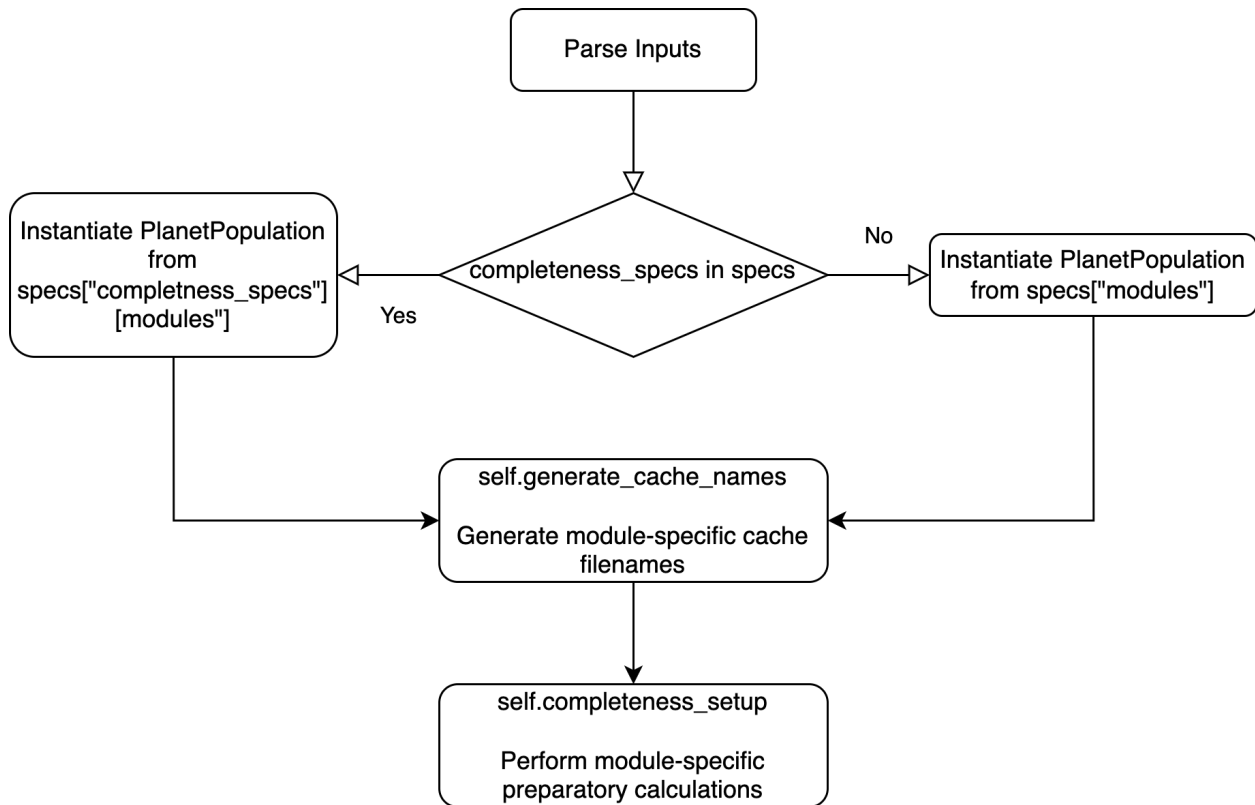 Parse Inputs
Instantiate PlanetPopulation
from
specs["completness_specs"]
[modules"]
completeness_specs in specs
Yes
No
Instantiate PlanetPopulation
from specs["modules"]
self.generate_cache_names
Generate module-specific cache
filenames
self.completeness_setup
Perform module-specific
preparatory calculations